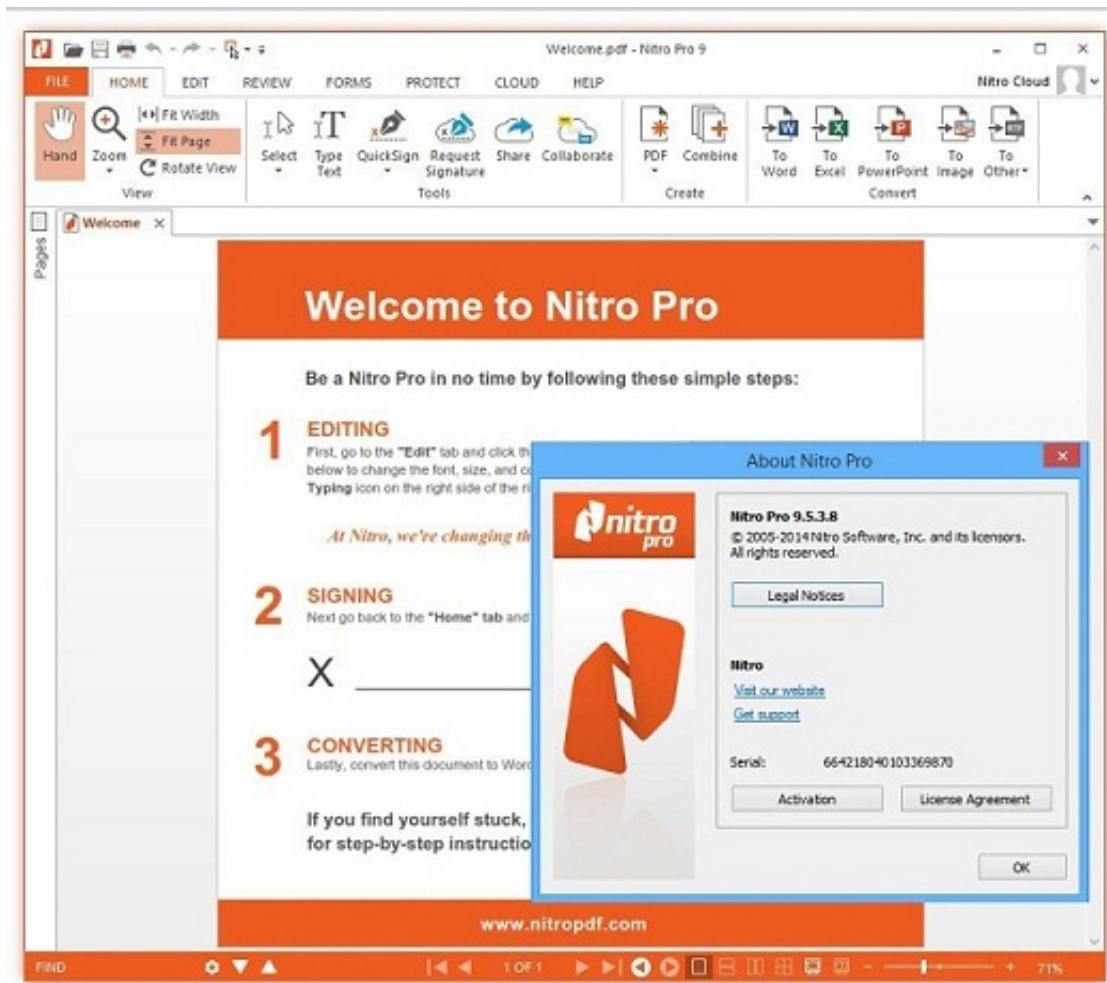 Welcome.pdf - Nitro Pro 9
FILE HOME EDIT REVIEW FORMS PROTECT CLOUD HELP Nitro Cloud
Hand
Zoom
Fit Width
Fit Page
Rotate View
View
Select
Type Text
QuickSign
Request Signature
Share
Collaborate
Tools
PDF
Combine
Create
To Word
To Excel
To PowerPoint
To Image
To Other
Convert
Pages
Welcome
Welcome to Nitro Pro
Be a Nitro Pro in no time by following these simple steps:
1 EDITING
First, go to the "Edit" tab and click th
below to change the font, size, and co
Typing icon on the right side of the ri
At Nitro, we're changing th
2 SIGNING
Next go back to the "Home" tab and
X
3 CONVERTING
Lastly, convert this document to Word
If you find yourself stuck,
for step-by-step instructio
www.nitropdf.com
About Nitro Pro
nitro
pro
Nitro Pro 9.5.3.8
© 2005-2014 Nitro Software, Inc. and its licensors.
All rights reserved.
Legal Notices
Nitro
Visit our website
Get support
Serial: 664218040103369870
Activation
License Agreement
OK
FIND 1 OF 1 71%